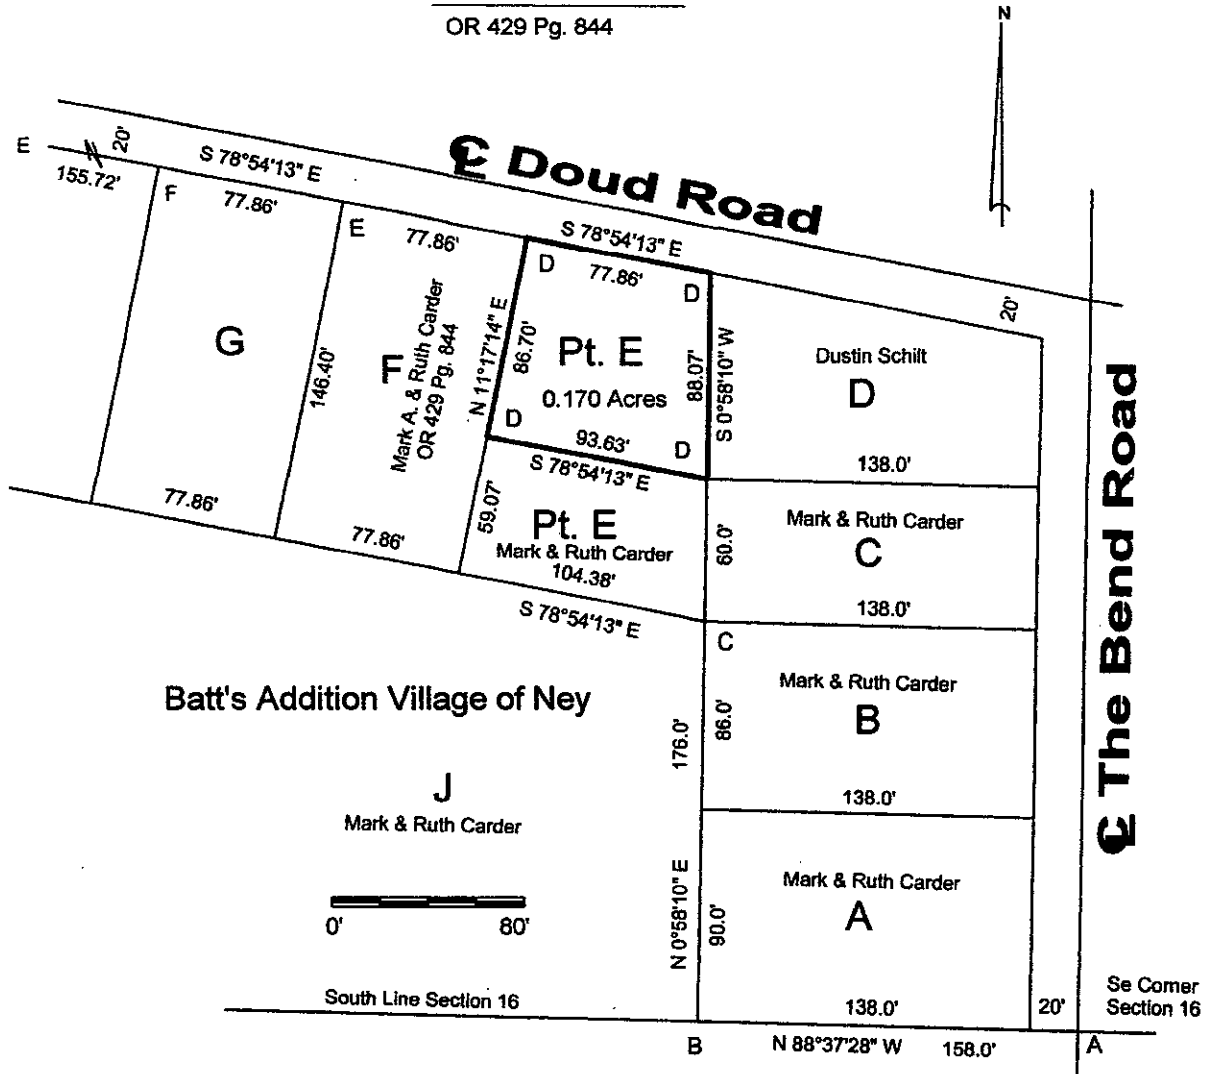 OR 429 Pg. 844
N
℄ Doud Road
E
20'
155.72'
S 78°54'13" E
F
77.86'
E
77.86'
S 78°54'13" E
D
77.86'
D
20'
G
146.40'
F
Mark A. & Ruth Carder
OR 429 Pg. 844
N 11°17'14" E
86.70'
Pt. E
0.170 Acres
88.07'
S 0°58'10" W
D
93.63'
D
S 78°54'13" E
Dustin Schilt
D
138.0'
77.86'
77.86'
59.07'
Pt. E
Mark & Ruth Carder
104.38'
S 78°54'13" E
60.0'
Mark & Ruth Carder
C
138.0'
C
℄ The Bend Road
Batt's Addition Village of Ney
176.0'
86.0'
Mark & Ruth Carder
B
138.0'
J
Mark & Ruth Carder
0'
80'
N 0°58'10" E
90.0'
Mark & Ruth Carder
A
138.0'
20'
Se Corner
Section 16
South Line Section 16
B
N 88°37'28" W
158.0'
A